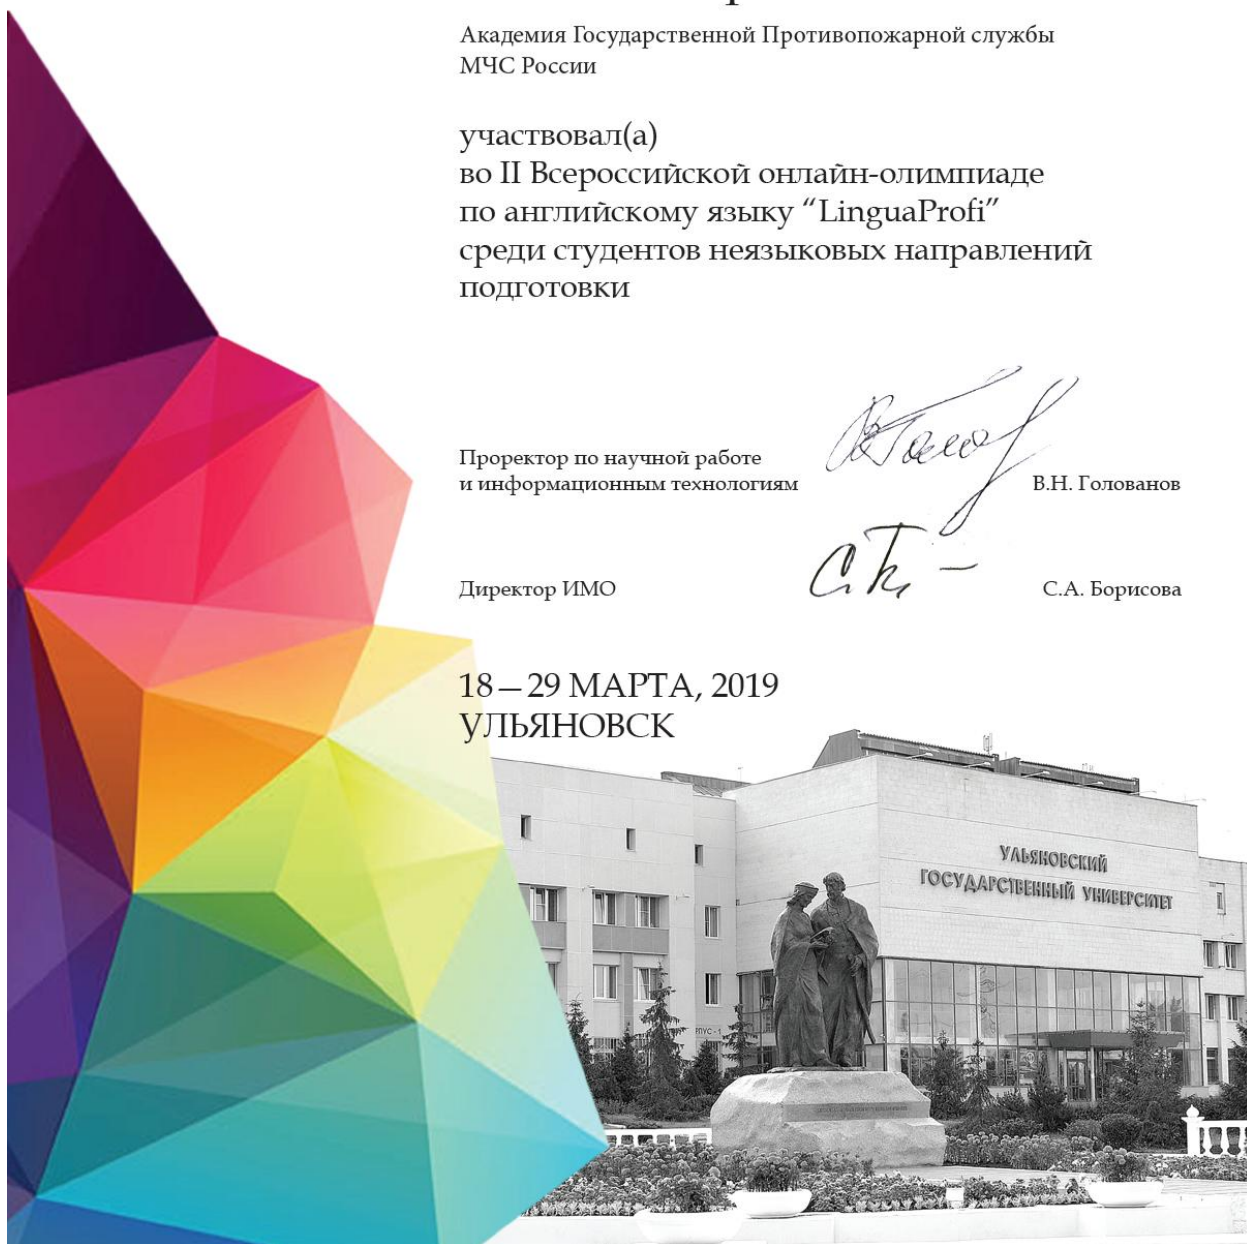 Академия Государственной Противопожарной службы
МЧС России
участвовал(а)
во II Всероссийской онлайн-олимпиаде
по английскому языку “LinguaProfi”
среди студентов неязыковых направлений
подготовки
Проректор по научной работе
и информационным технологиям
В.Н. Голованов
Директор ИМО
С.А. Борисова
18 – 29 МАРТА, 2019
УЛЬЯНОВСК
УЛЬЯНОВСКИЙ
ГОСУДАРСТВЕННЫЙ УНИВЕРСИТЕТ